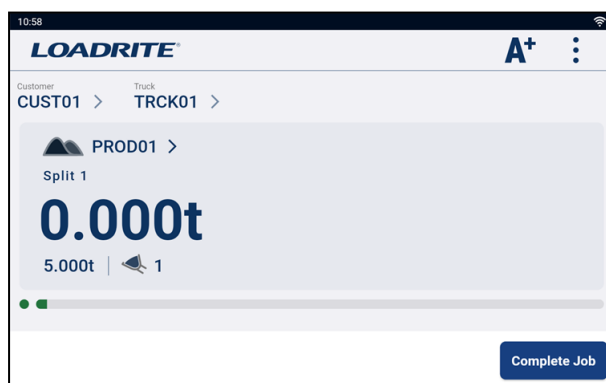 10:58
LOADRITE®
A+
Customer
CUST01 >
Truck
TRCK01 >
PROD01 >
Split 1
0.000t
5.000t
1
Complete Job